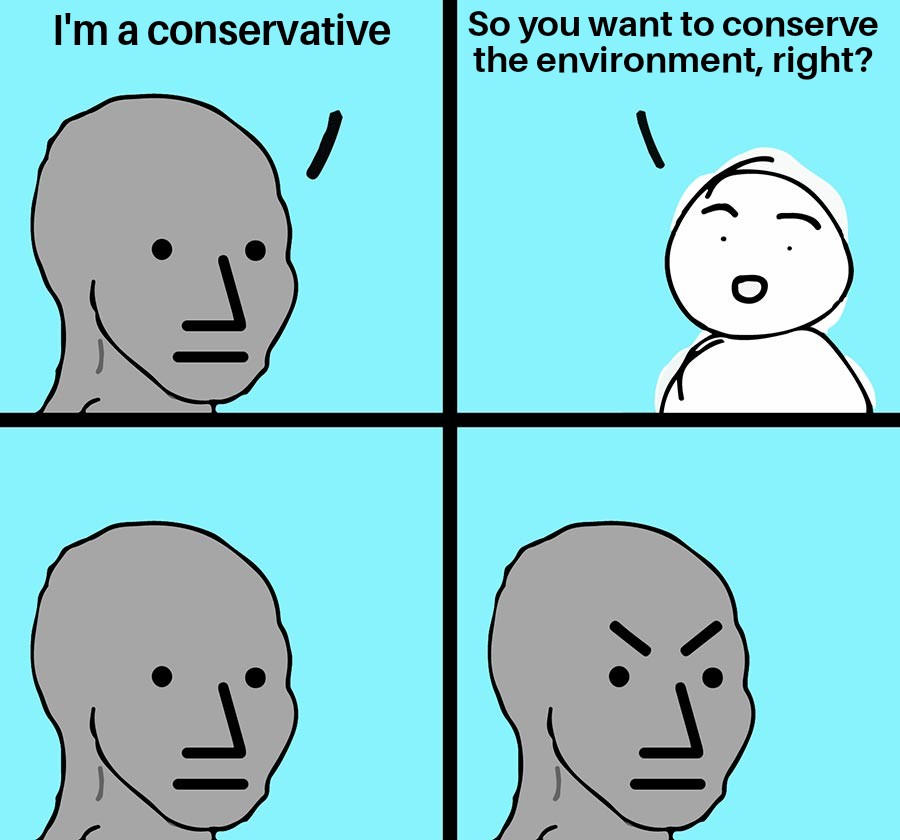 I'm a conservative
So you want to conserve
the environment, right?